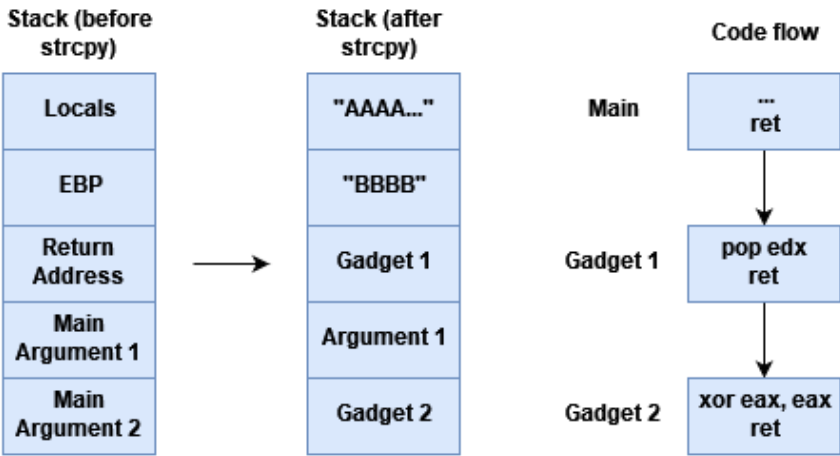 Stack (before
strcpy)
Locals
EBP
Return
Address
Main
Argument 1
Main
Argument 2
Stack (after
strcpy)
"AAAA..."
"BBBB"
Gadget 1
Argument 1
Gadget 2
Code flow
Main
...
ret
Gadget 1
pop edx
ret
Gadget 2
xor eax, eax
ret